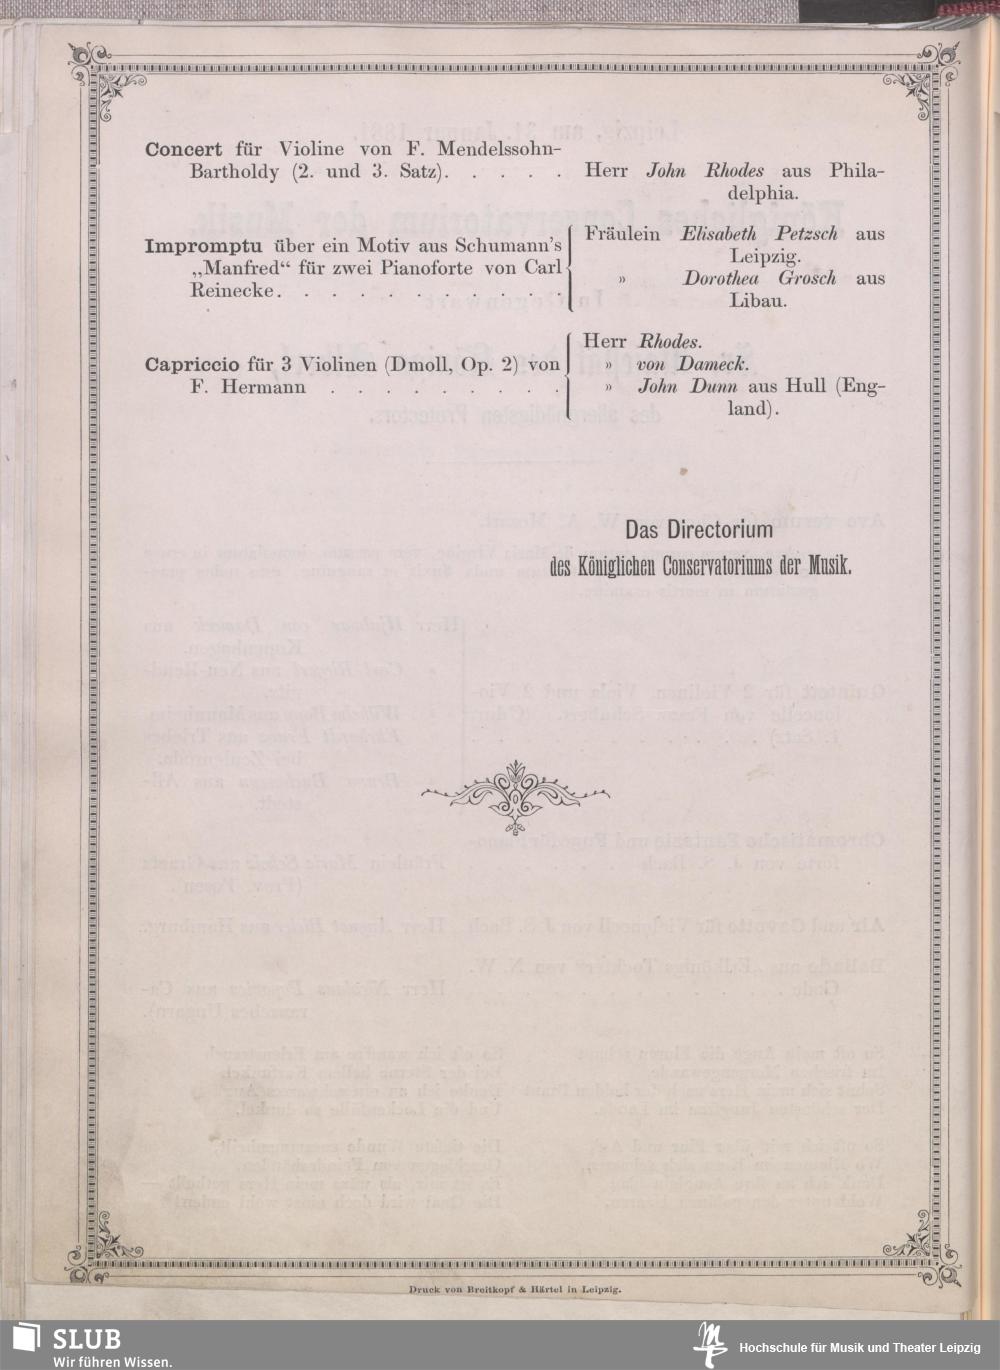 Concert für Violine von F. Mendelssohn-
Bartholdy (2. und 3. Satz). . . . . Herr John Rhodes aus Phila-
delphia.
Impromptu über ein Motiv aus Schumann's
„Manfred“ für zwei Pianoforte von Carl
Reinecke. . . . . . . . . . .
Fräulein Elisabeth Petzsch aus
Leipzig.
» Dorothea Grosch aus
Libau.
Capriccio für 3 Violinen (Dmoll, Op. 2) von
F. Hermann . . . . . . . . .
Herr Rhodes.
» von Dameck.
» John Dunn aus Hull (Eng-
land).
Das Directorium
des Königlichen Conservatoriums der Musik.
Druck von Breitkopf & Härtel in Leipzig.
SLUB
Wir führen Wissen.
Hochschule für Musik und Theater Leipzig